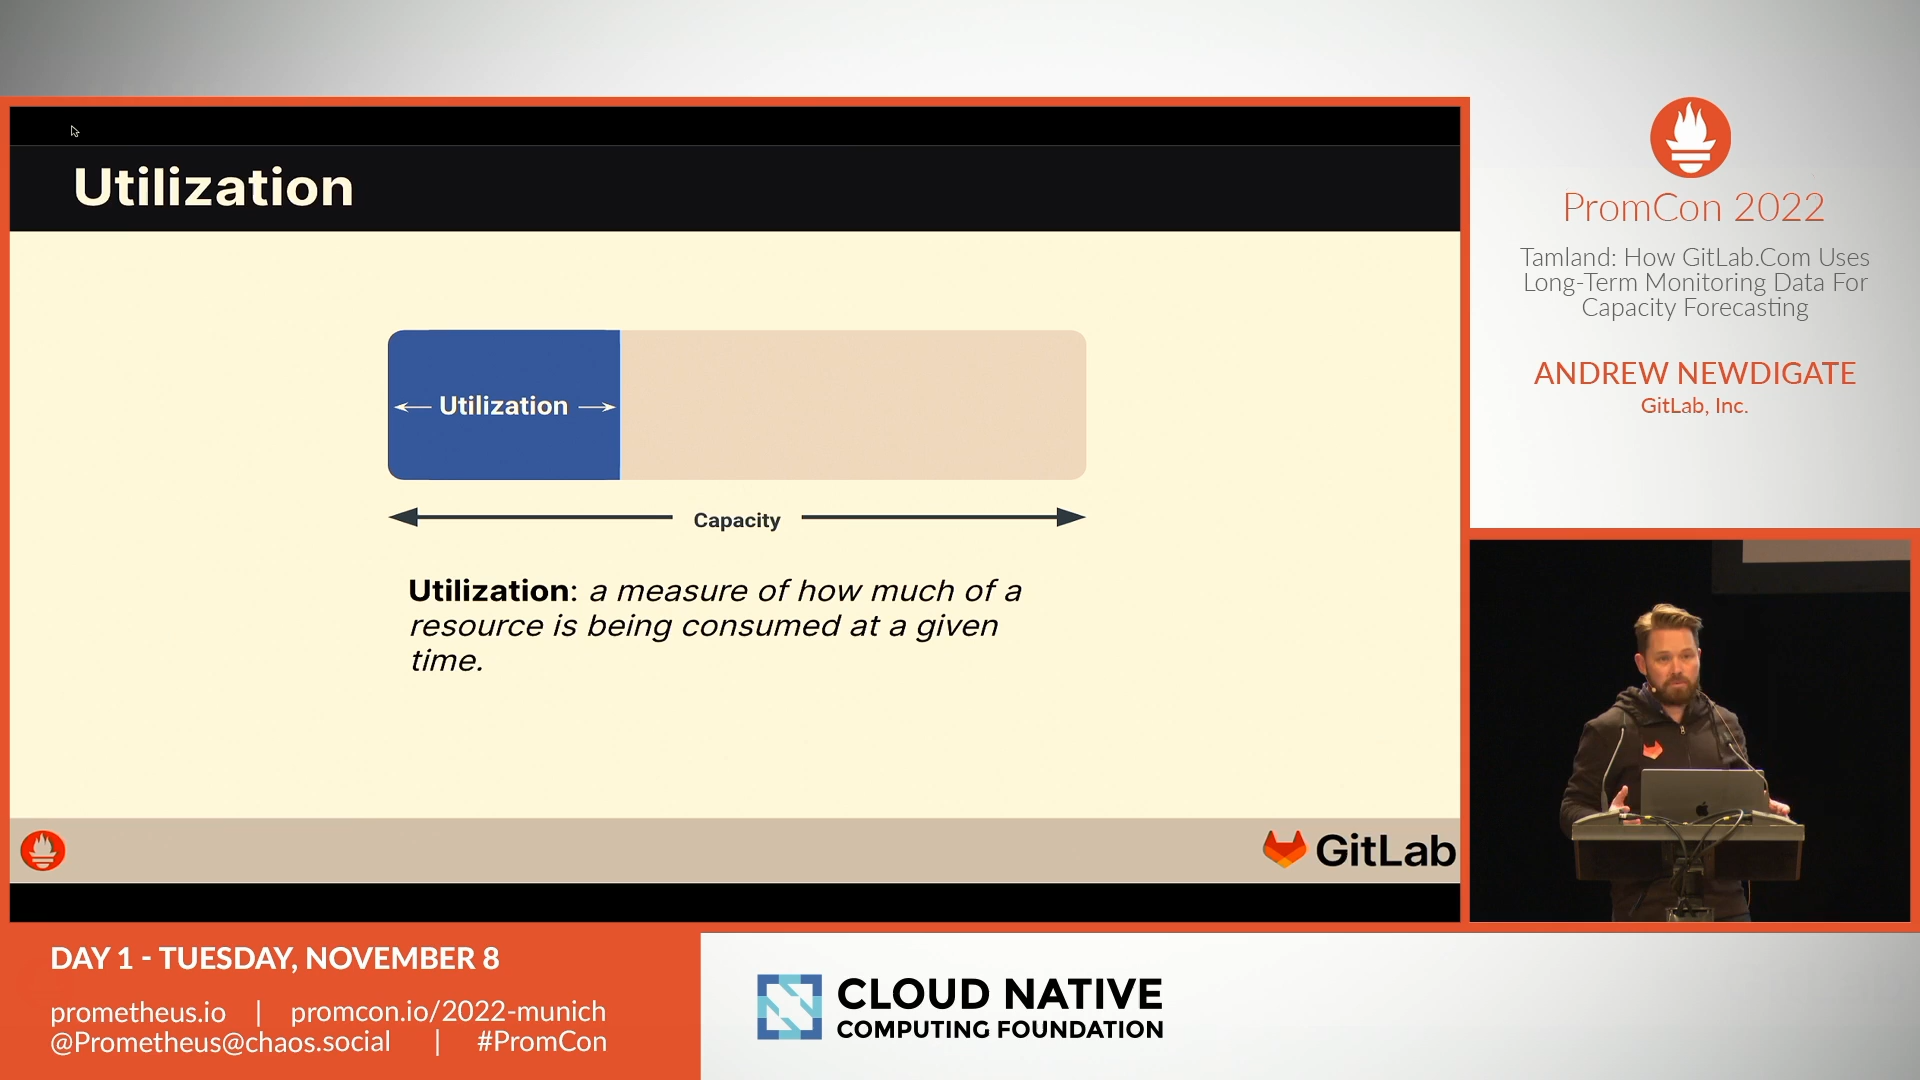 Utilization
Utilization
Capacity
Utilization: a measure of how much of a
resource is being consumed at a given
time.
GitLab
PromCon 2022
Tamland: How GitLab.Com Uses
Long-Term Monitoring Data For
Capacity Forecasting
ANDREW NEWDIGATE
GitLab, Inc.
DAY 1 - TUESDAY, NOVEMBER 8
prometheus.io | promcon.io/2022-munich
@Prometheus@chaos.social | #PromCon
CLOUD NATIVE
COMPUTING FOUNDATION